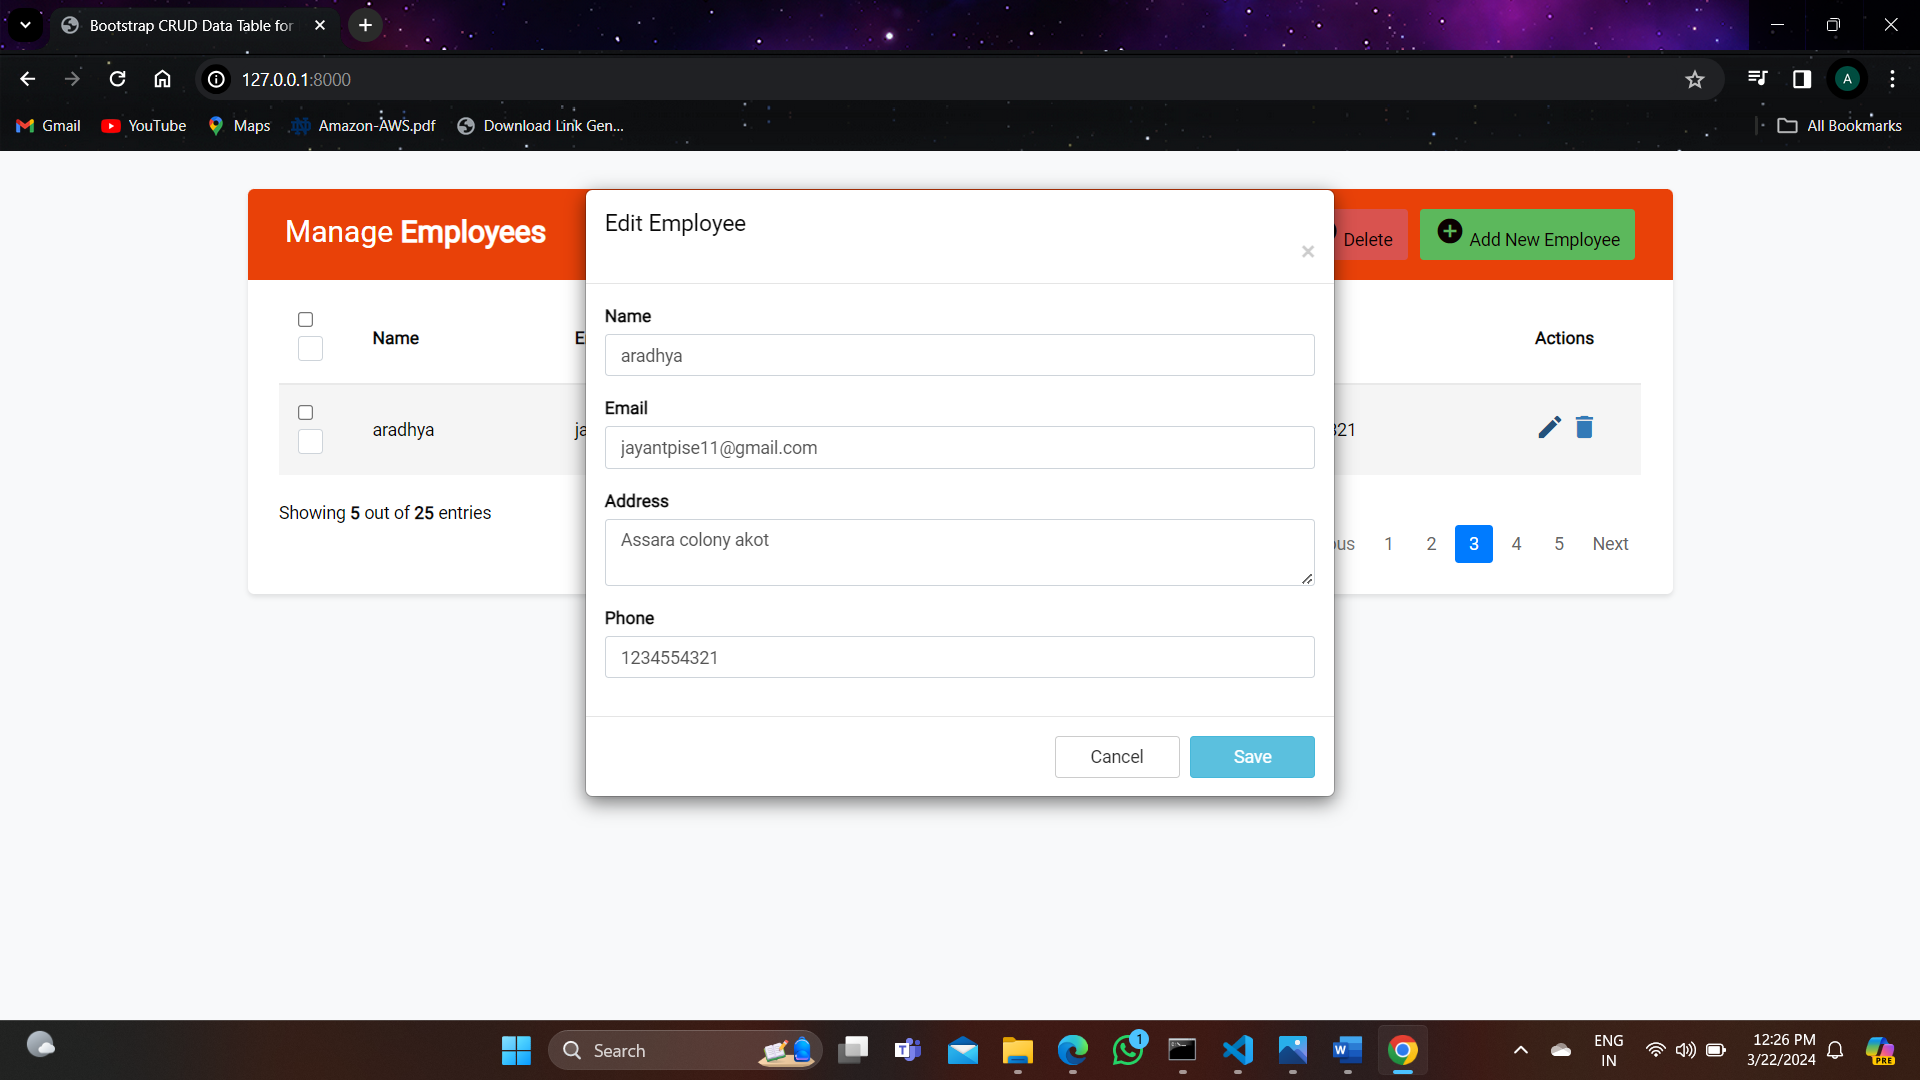 Bootstrap CRUD Data Table for
127.0.0.1:8000
Gmail YouTube Maps Amazon-AWS.pdf Download Link Gen... All Bookmarks
Manage Employees
Delete
Add New Employee
Edit Employee
×
Name
aradhya
Email
jayantpise11@gmail.com
Address
Assara colony akot
Phone
1234554321
Cancel Save
Name Actions
aradhya
Showing 5 out of 25 entries
1 2 3 4 5 Next
Search
1
ENG
IN
12:26 PM
3/22/2024
A
PRE